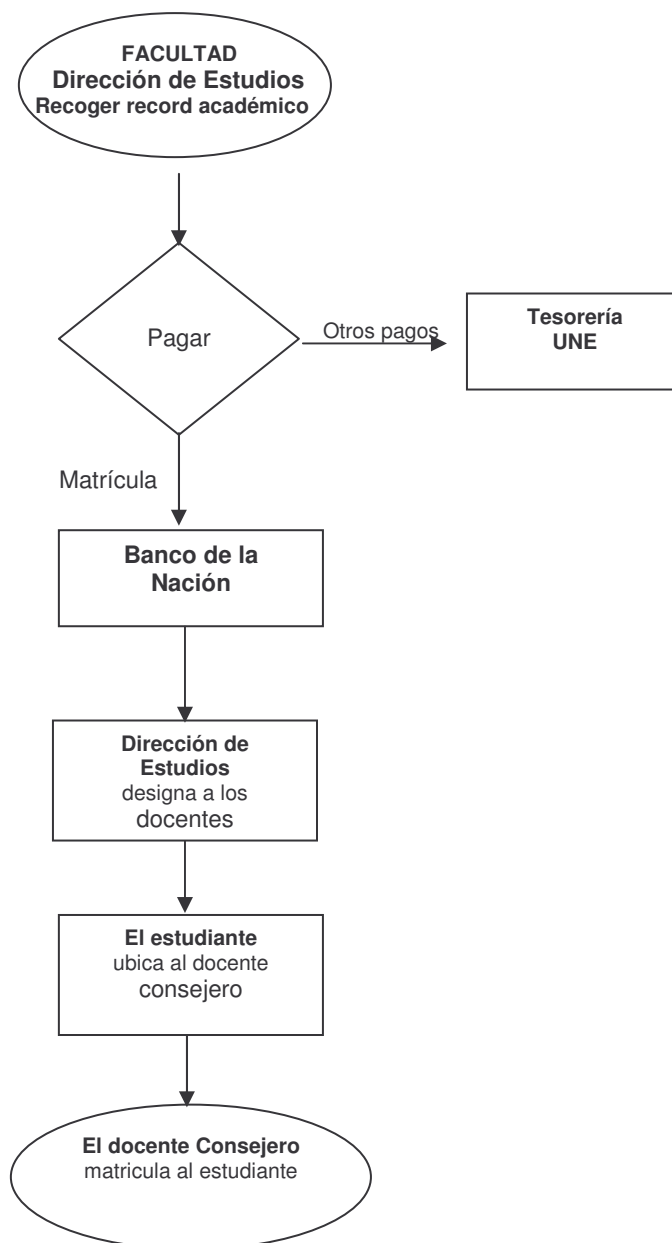 FACULTAD
Dirección de Estudios
Recoger record académico
Pagar
Otros pagos
Tesorería
UNE
Matrícula
Banco de la
Nación
Dirección de
Estudios
designa a los
docentes
El estudiante
ubica al docente
consejero
El docente Consejero
matricula al estudiante